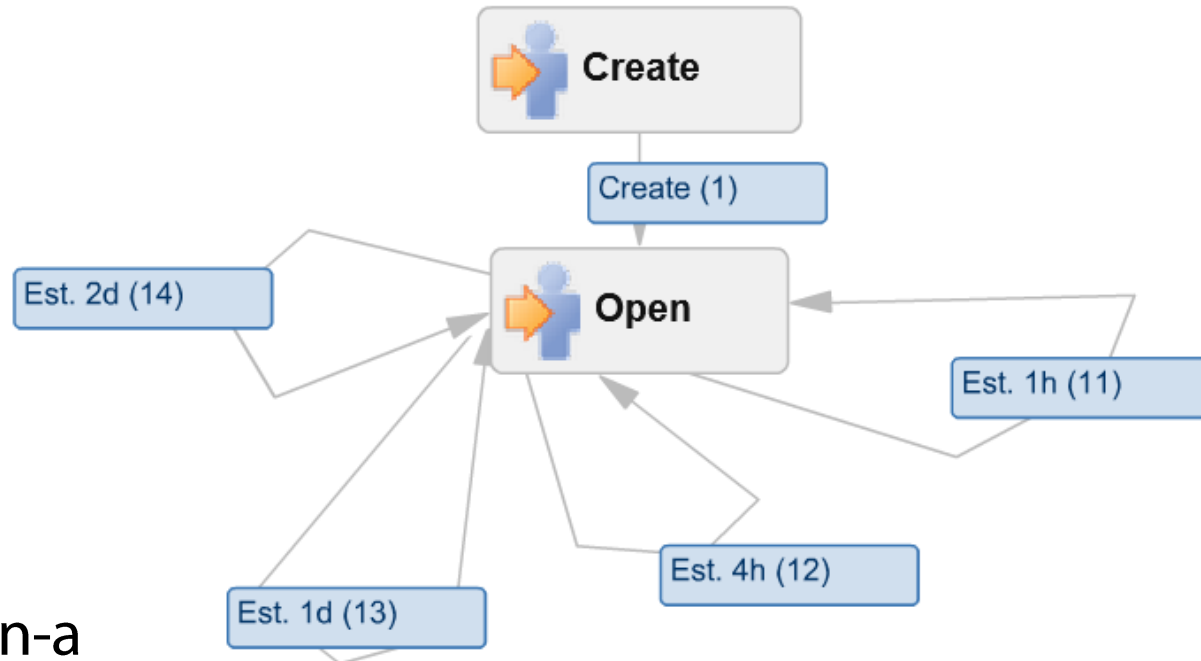 Create
Create (1)
Est. 2d (14)
Open
Est. 1h (11)
Est. 4h (12)
Est. 1d (13)
n-a